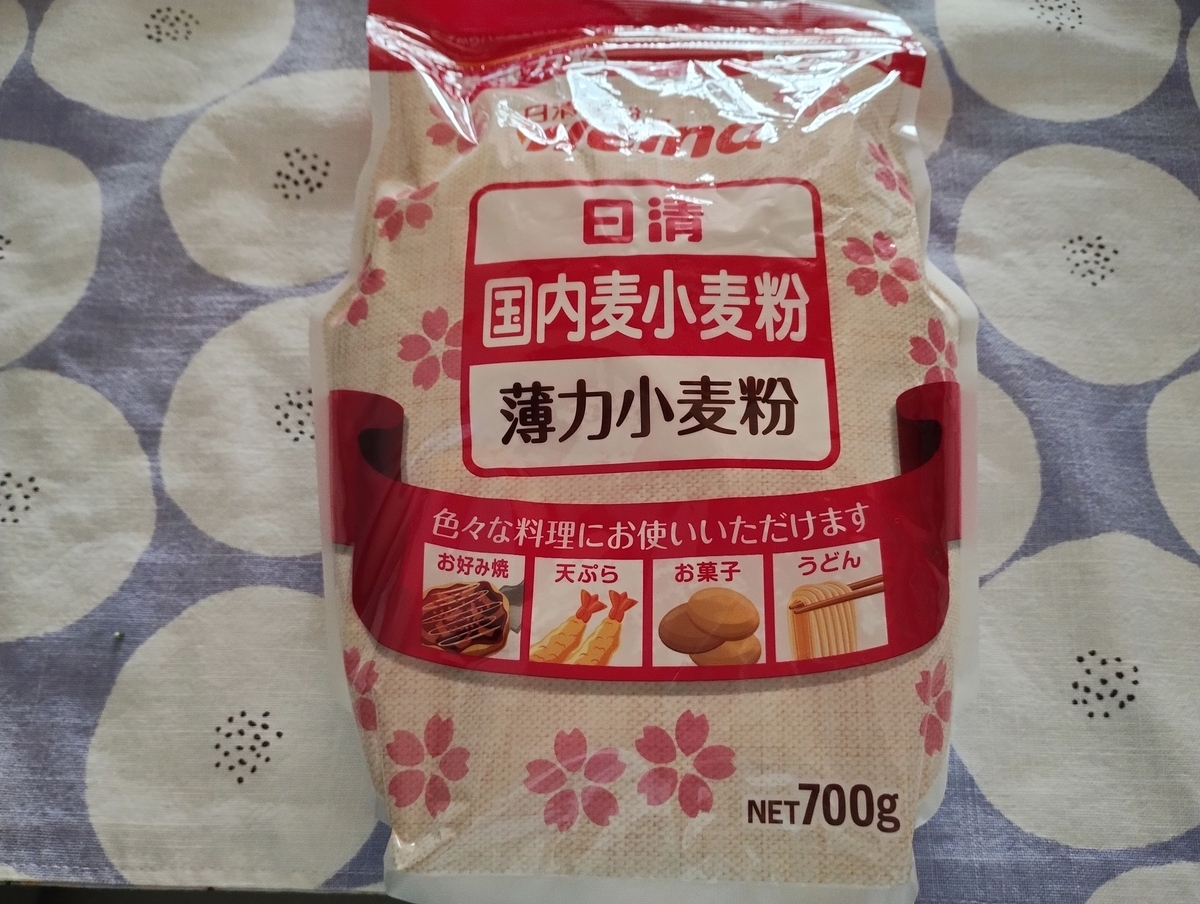 Welna
日清
国内麦小麦粉
薄力小麦粉
色々な料理にお使いいただけます
お好み焼
天ぷら
お菓子
うどん
NET700g